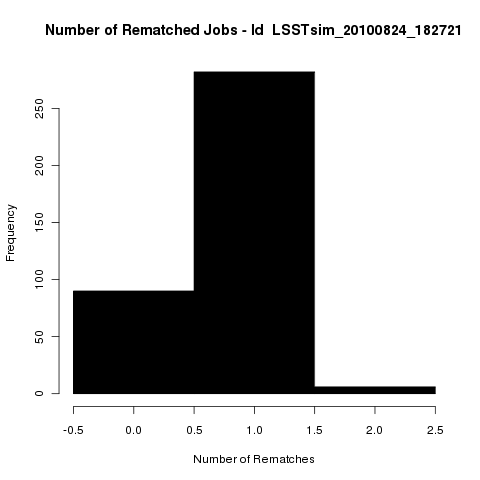 Number of Rematched Jobs - Id  LSSTsim_20100824_182721
Frequency
250
200
150
100
50
0
-0.5 0.0 0.5 1.0 1.5 2.0 2.5
Number of Rematches